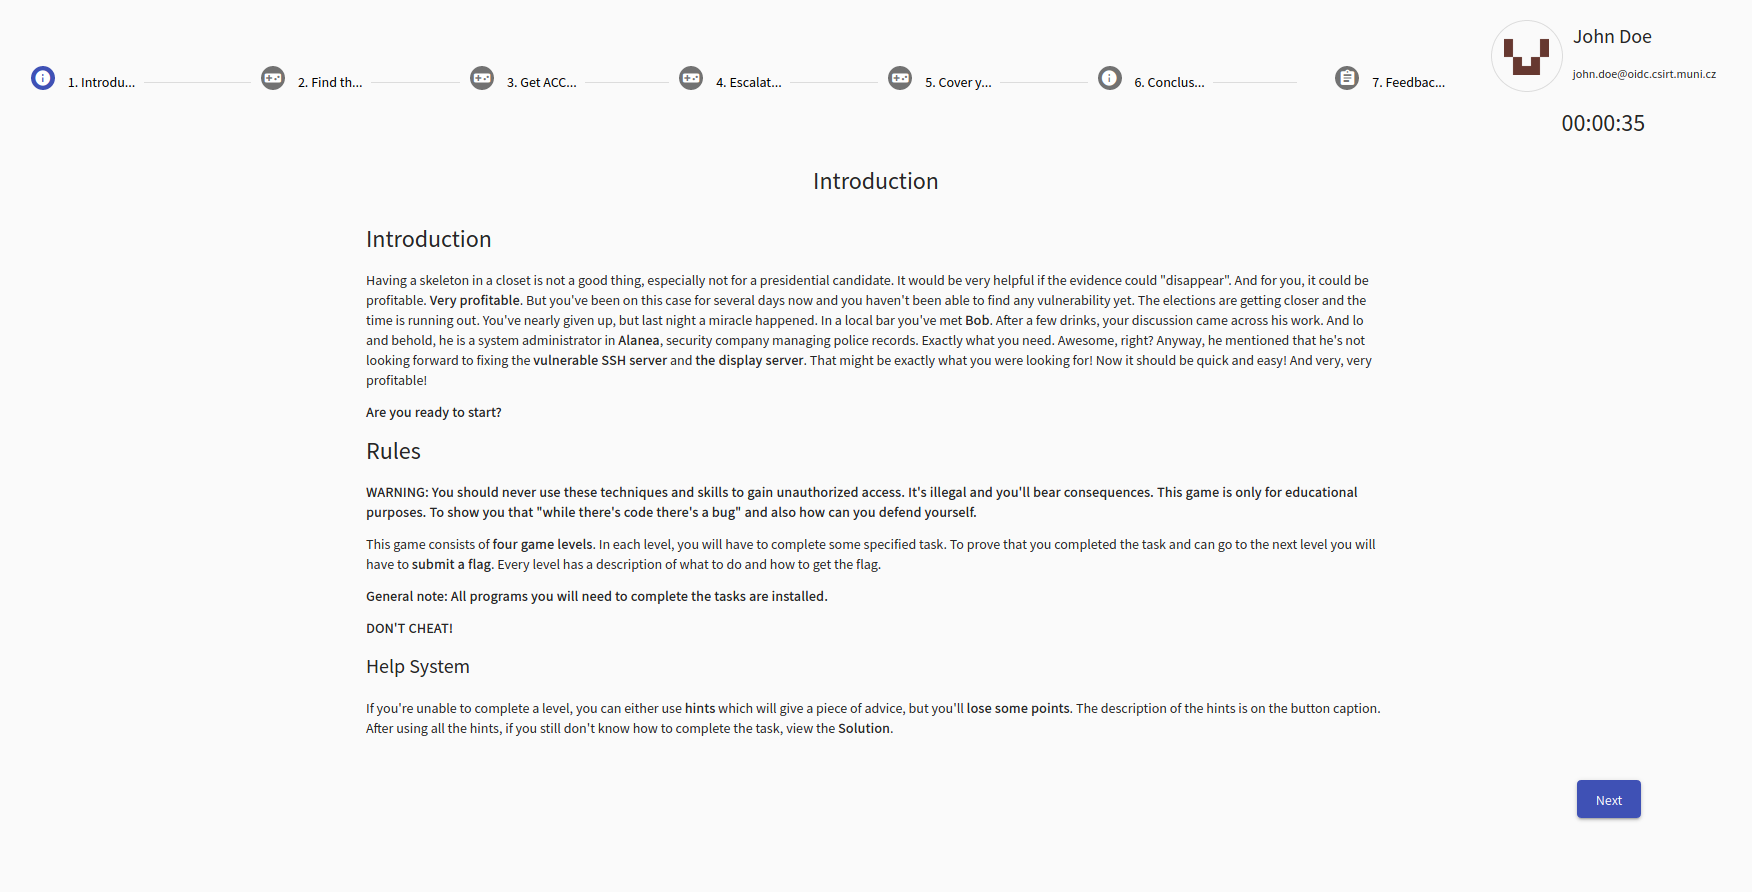 John Doe
john.doe@oidc.csirt.muni.cz
1. Introdu...
2. Find th...
3. Get ACC...
4. Escalat...
5. Cover y...
6. Conclus...
7. Feedbac...
00:00:35
Introduction
Introduction
Having a skeleton in a closet is not a good thing, especially not for a presidential candidate. It would be very helpful if the evidence could "disappear". And for you, it could be
profitable. Very profitable. But you've been on this case for several days now and you haven't been able to find any vulnerability yet. The elections are getting closer and the
time is running out. You've nearly given up, but last night a miracle happened. In a local bar you've met Bob. After a few drinks, your discussion came across his work. And lo
and behold, he is a system administrator in Alanea, security company managing police records. Exactly what you need. Awesome, right? Anyway, he mentioned that he's not
looking forward to fixing the vulnerable SSH server and the display server. That might be exactly what you were looking for! Now it should be quick and easy! And very, very
profitable!
Are you ready to start?
Rules
WARNING: You should never use these techniques and skills to gain unauthorized access. It's illegal and you'll bear consequences. This game is only for educational
purposes. To show you that "while there's code there's a bug" and also how can you defend yourself.
This game consists of four game levels. In each level, you will have to complete some specified task. To prove that you completed the task and can go to the next level you will
have to submit a flag. Every level has a description of what to do and how to get the flag.
General note: All programs you will need to complete the tasks are installed.
DON'T CHEAT!
Help System
If you're unable to complete a level, you can either use hints which will give a piece of advice, but you'll lose some points. The description of the hints is on the button caption.
After using all the hints, if you still don't know how to complete the task, view the Solution.
Next